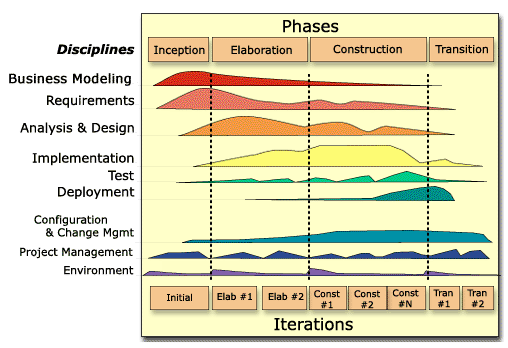 Phases
Disciplines
Inception
Elaboration
Construction
Transition
Business Modeling
Requirements
Analysis & Design
Implementation
Test
Deployment
Configuration
& Change Mgmt
Project Management
Environment
Initial
Elab #1
Elab #2
Const
#1
Const
#2
Const
#N
Tran
#1
Tran
#2
Iterations